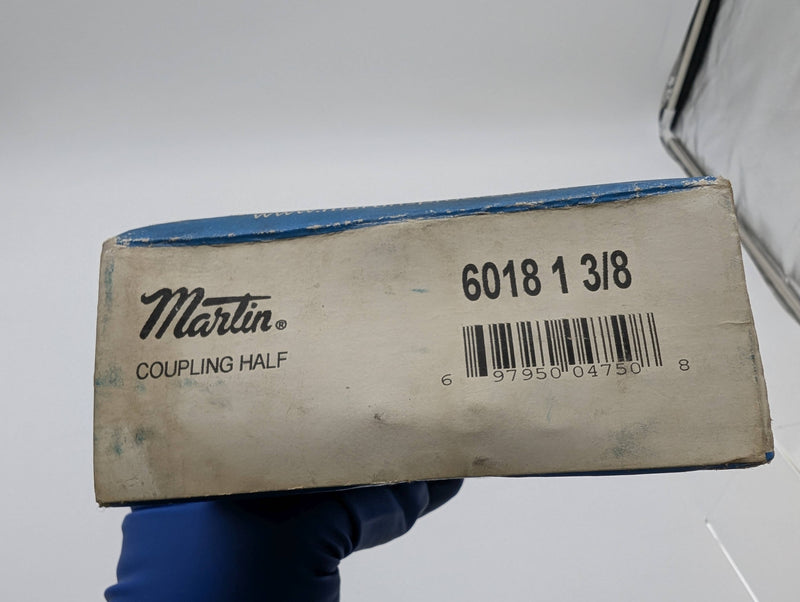 Martin®
COUPLING HALF
6018 1 3/8
6 97950 04750 8